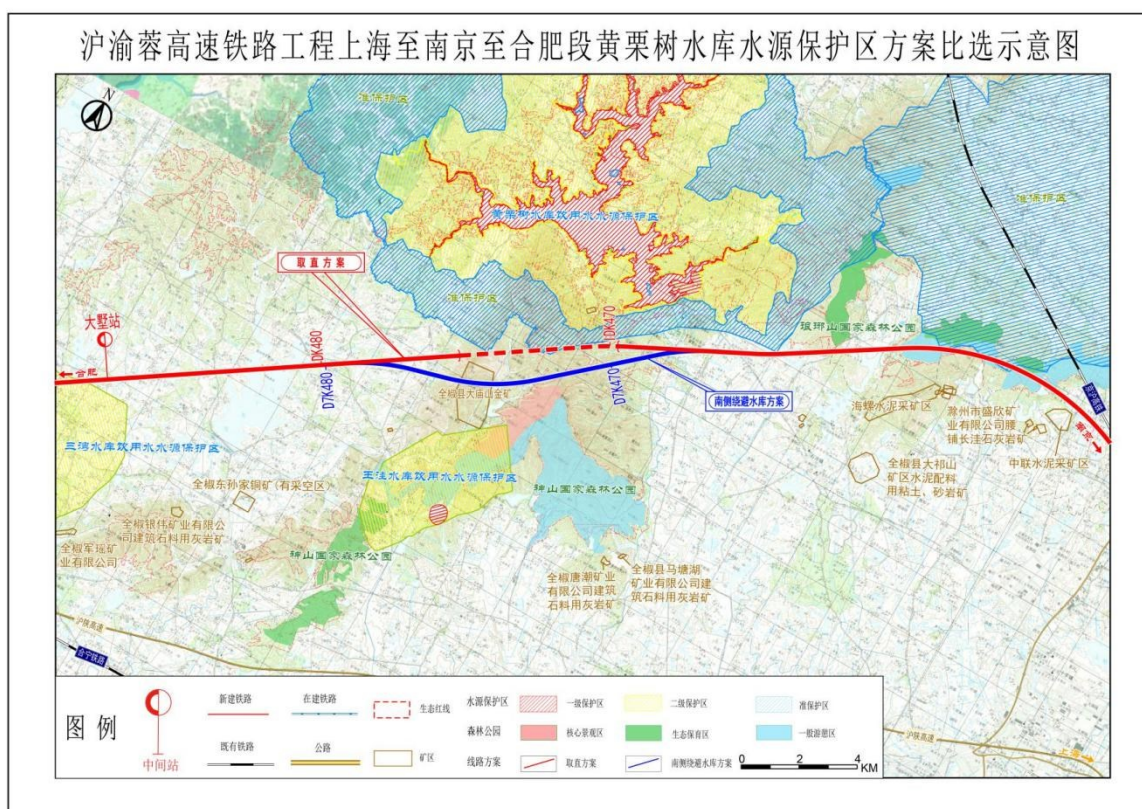 沪渝蓉高速铁路工程上海至南京至合肥段黄栗树水库水源保护区方案比选示意图
N
准保护区
准保护区
黄栗树水库饮用水水源保护区
取直方案
准保护区
大墅站
琅琊山国家森林公园
DK480
DK470
合肥
D7K480
D7K470
南侧绕避水库方案
全椒县大庙山金矿
海螺水泥采矿区
滁州市盛欣矿
业有限公司腰
铺长洼石灰岩矿
南京
三湾水库饮用水水源保护区
王洼水库饮用水水源保护区
全椒县大祁山
矿区水泥配料
用粘土、砂岩矿
中联水泥采矿区
全椒东孙家铜矿(有采空区)
神山国家森林公园
全椒银伟矿业有限公
司建筑石料用灰岩矿
全椒军瑶矿
业有限公司
神山国家森林公园
全椒唐潮矿业
有限公司建筑
石料用灰岩矿
全椒县马塘湖
矿业有限公司建
筑石料用灰岩矿
沪陕高速
合宁铁路
沪陕高速
上海
图 例
中间站
新建铁路
在建铁路
生态红线
既有铁路
公路
矿区
水源保护区
一级保护区
二级保护区
准保护区
森林公园
核心景观区
生态保育区
一般游憩区
线路方案
取直方案
南侧绕避水库方案
0 2 4
KM